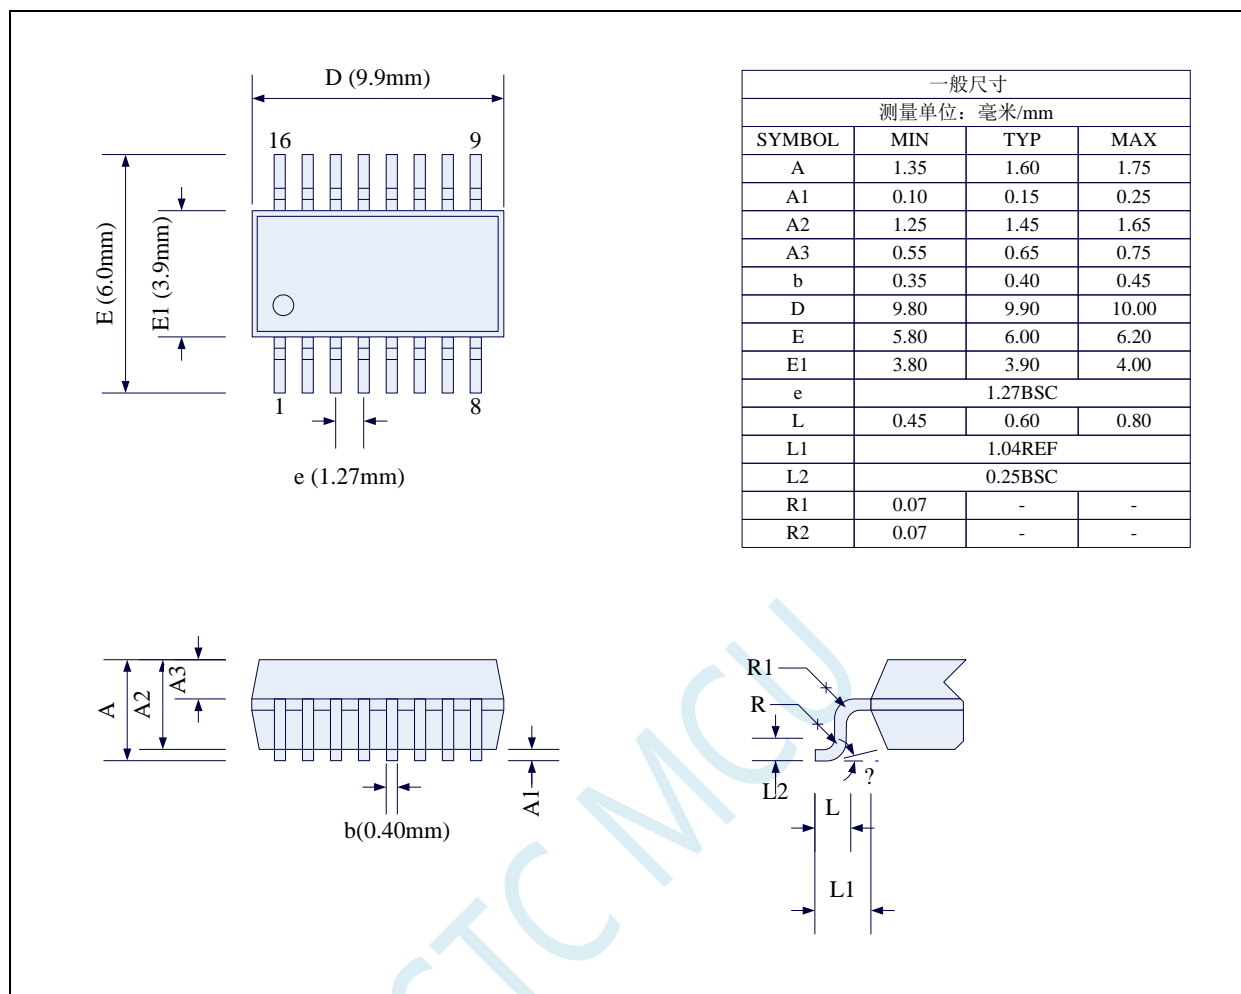 D (9.9mm)
16 9
E (6.0mm)
E1 (3.9mm)
1 8
e (1.27mm)
一般尺寸
测量单位：毫米/mm
SYMBOL MIN TYP MAX
A 1.35 1.60 1.75
A1 0.10 0.15 0.25
A2 1.25 1.45 1.65
A3 0.55 0.65 0.75
b 0.35 0.40 0.45
D 9.80 9.90 10.00
E 5.80 6.00 6.20
E1 3.80 3.90 4.00
e 1.27BSC
L 0.45 0.60 0.80
L1 1.04REF
L2 0.25BSC
R1 0.07 - -
R2 0.07 - -
A
A2
A3
A1
b(0.40mm)
R1
R
L2
?
L
L1
STC MCU